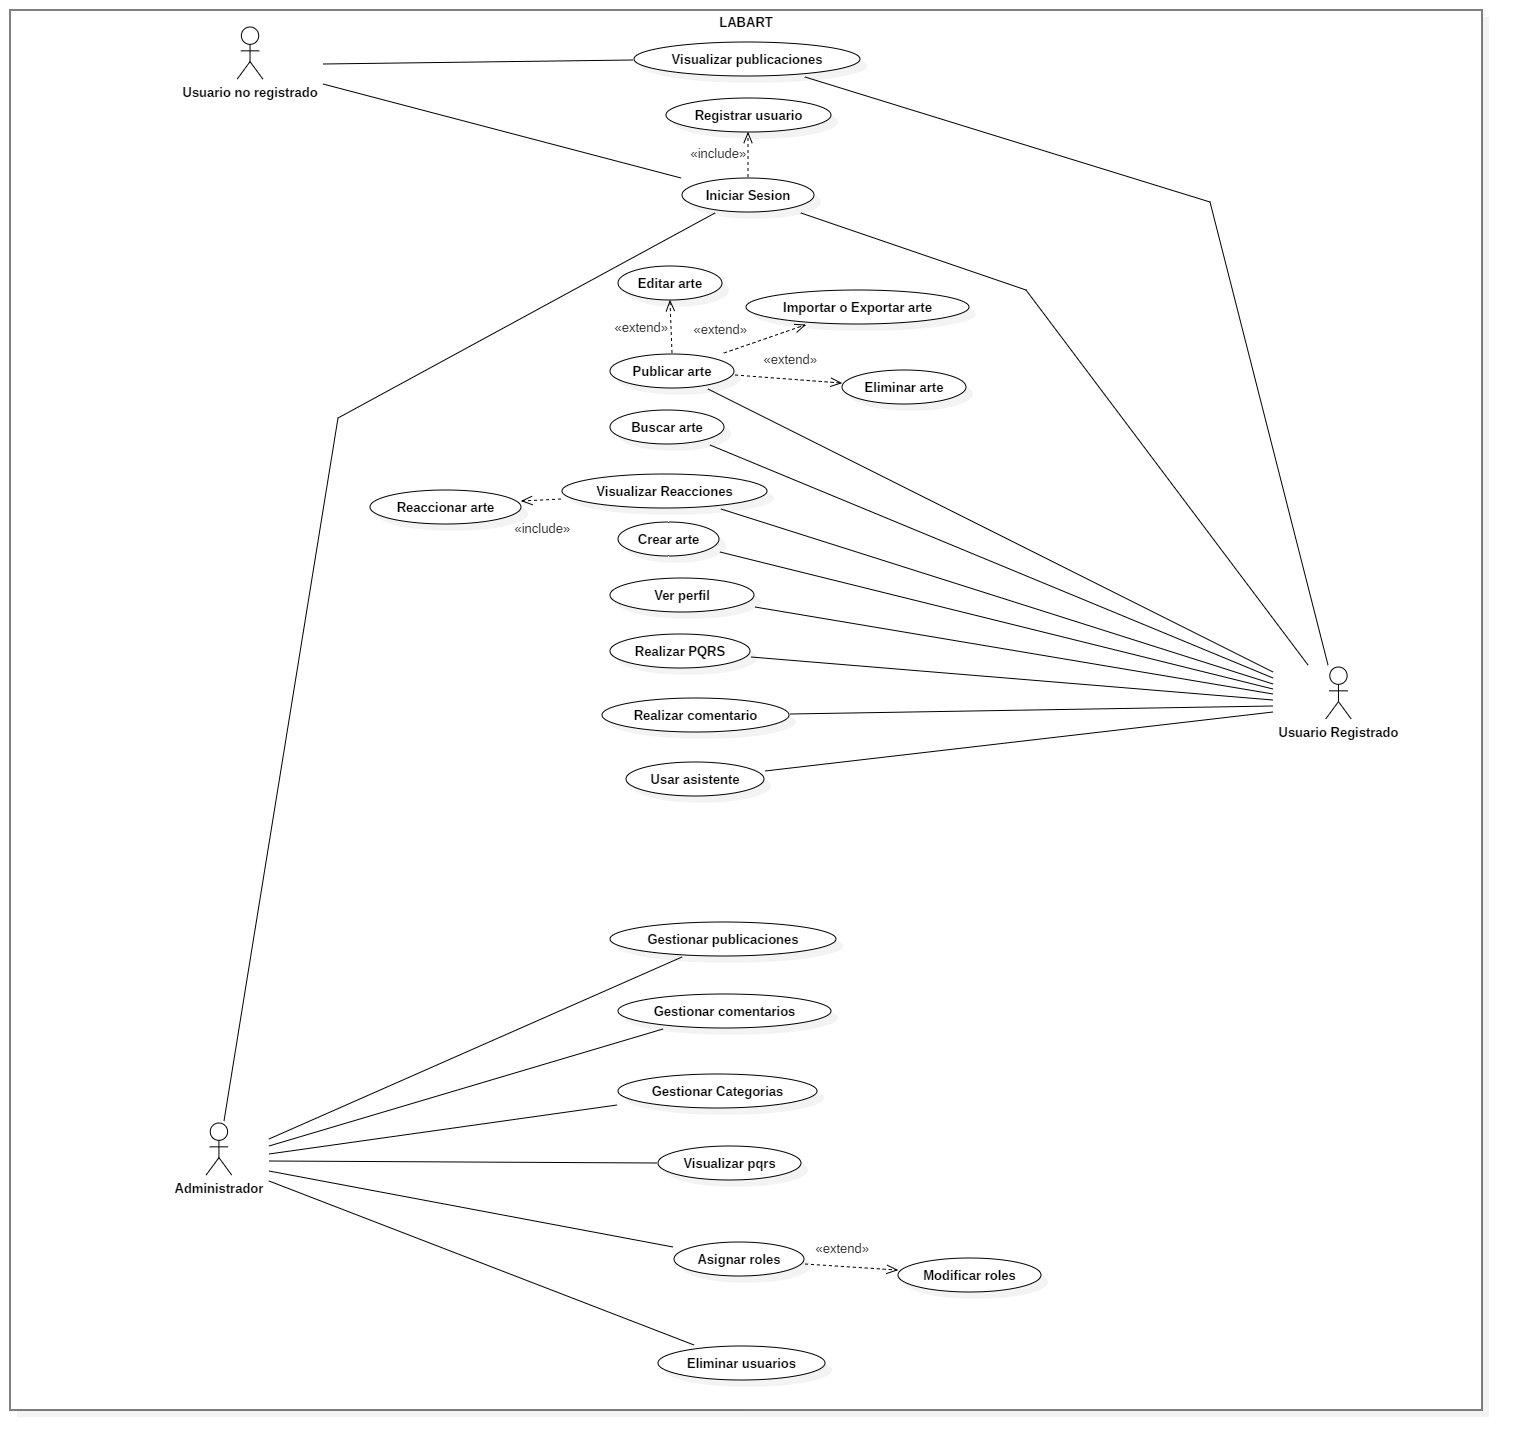 LABART
Usuario no registrado
Visualizar publicaciones
Registrar usuario
«include»
Iniciar Sesion
Editar arte
Importar o Exportar arte
«extend»
«extend»
«extend»
Publicar arte
Eliminar arte
Buscar arte
Visualizar Reacciones
Reaccionar arte
«include»
Crear arte
Ver perfil
Realizar PQRS
Realizar comentario
Usuario Registrado
Usar asistente
Gestionar publicaciones
Gestionar comentarios
Gestionar Categorias
Visualizar pqrs
Administrador
Asignar roles
«extend»
Modificar roles
Eliminar usuarios